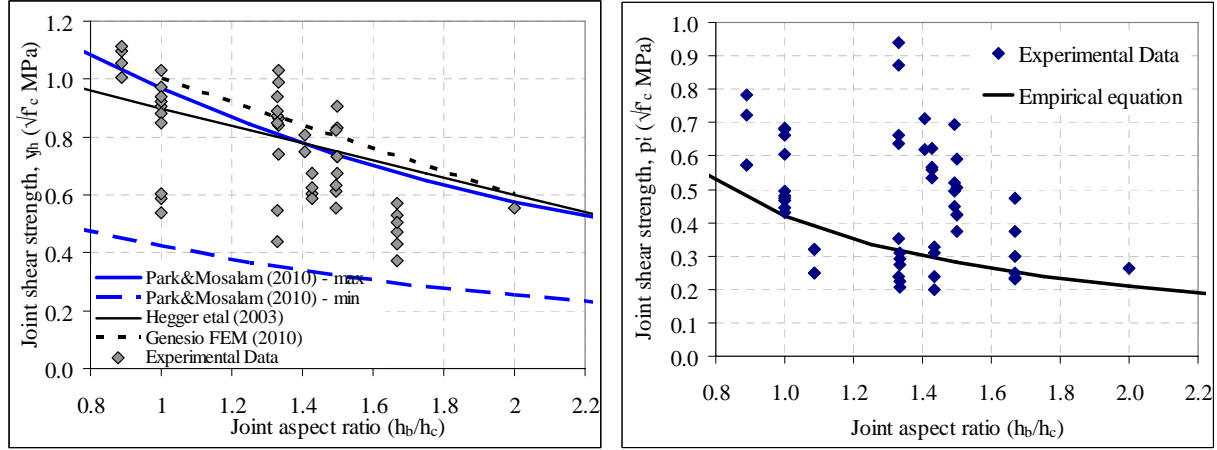 Joint shear strength, γh (√f'c MPa)
1.2
1.0
0.8
0.6
0.4
0.2
0.0
Park&Mosalam (2010) - max
Park&Mosalam (2010) - min
Hegger etal (2003)
Genesio FEM (2010)
Experimental Data
0.8 1 1.2 1.4 1.6 1.8 2 2.2
Joint aspect ratio (hb/hc)
Joint shear strength, pt' (√f'c MPa)
1.0
0.9
0.8
0.7
0.6
0.5
0.4
0.3
0.2
0.1
0.0
Experimental Data
Empirical equation
0.8 1.0 1.2 1.4 1.6 1.8 2.0 2.2
Joint aspect ratio (hb/hc)